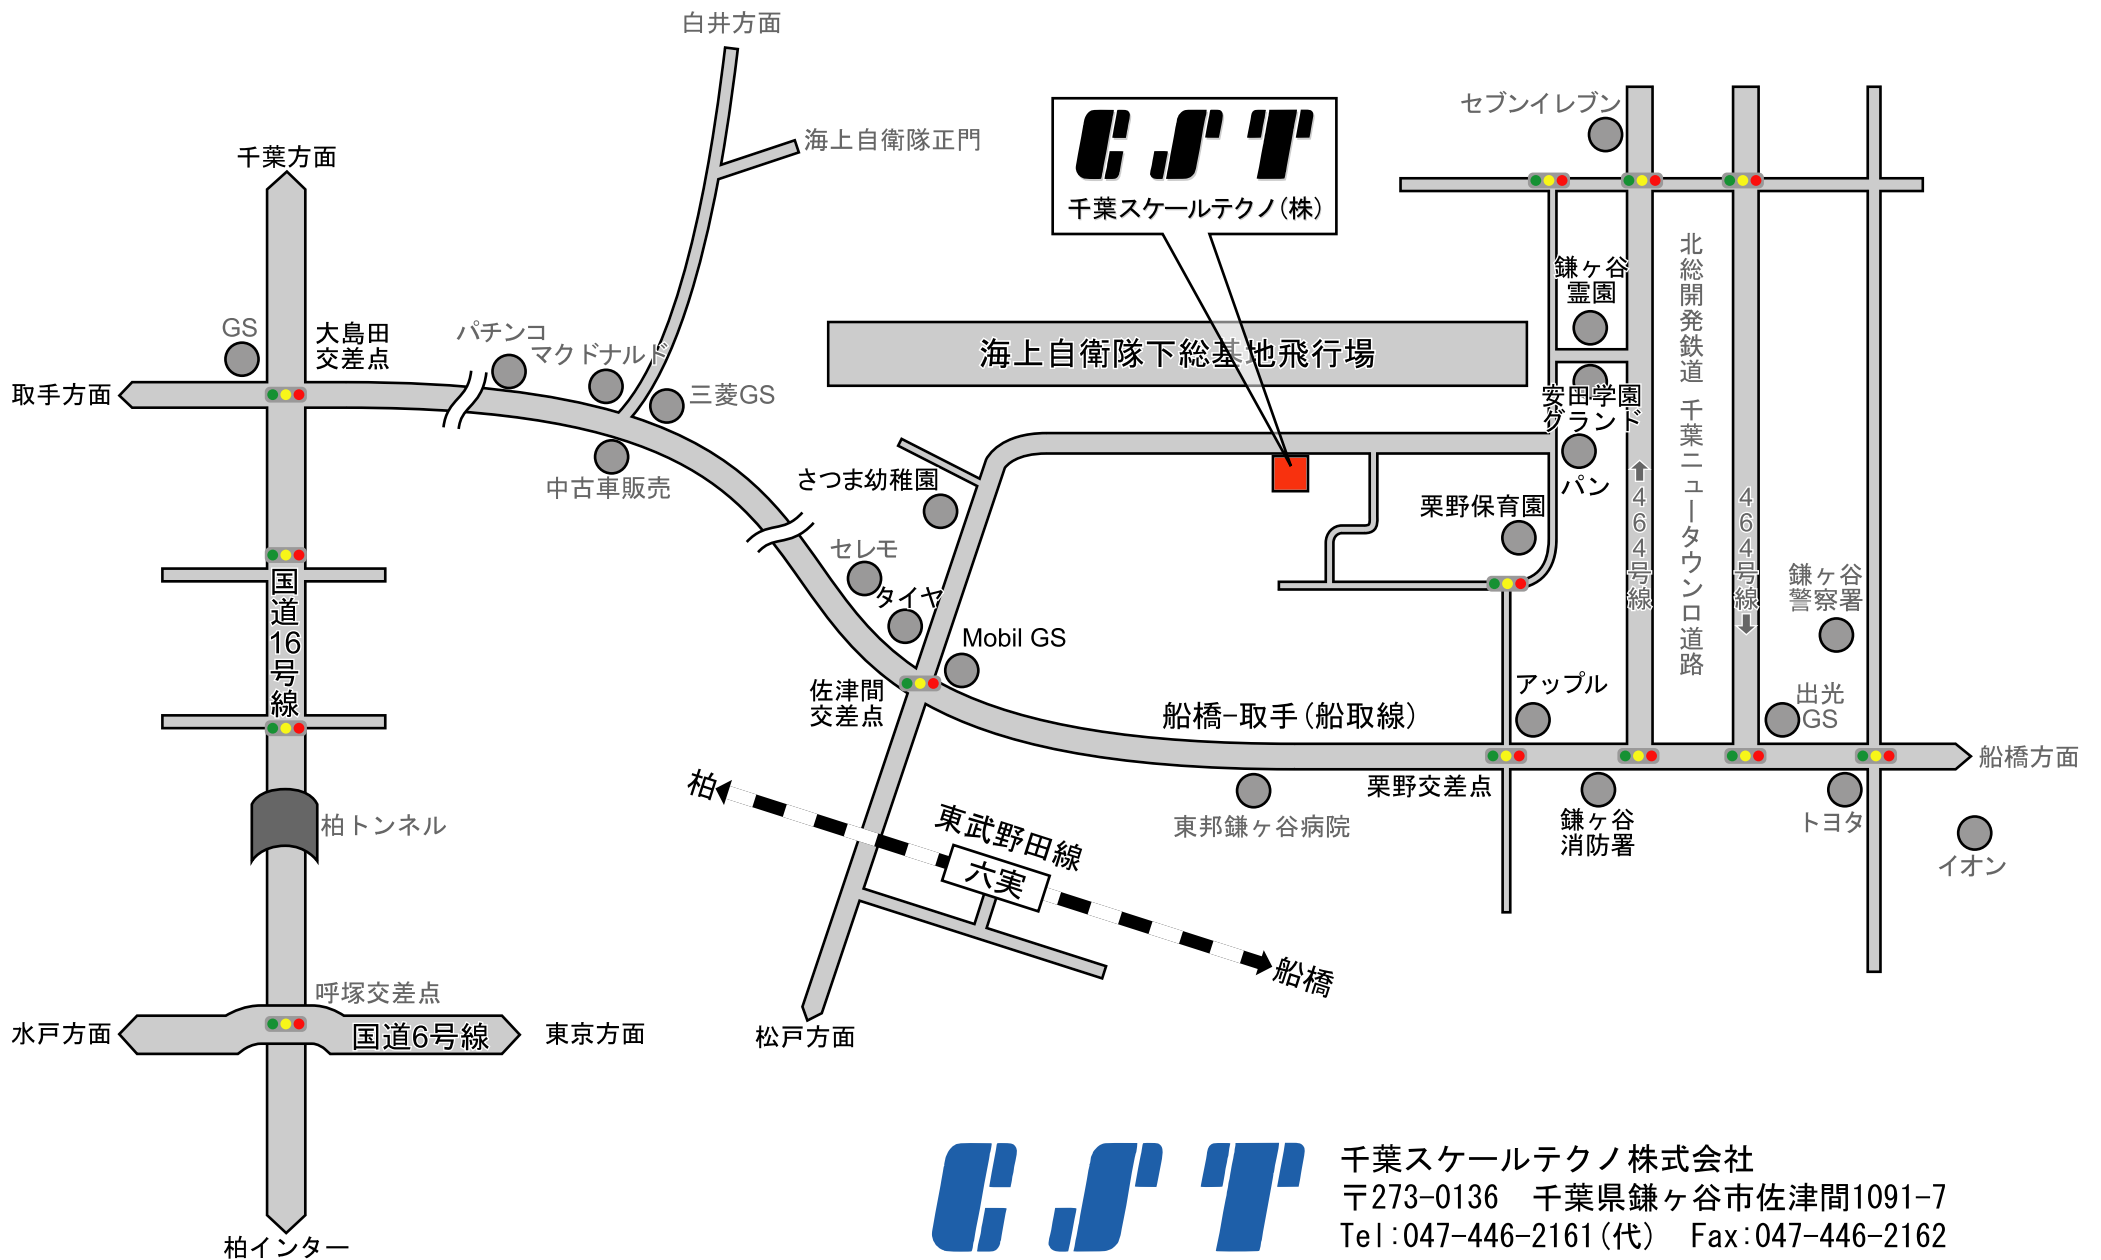 白井方面
海上自衛隊正門
CST
千葉スケールテクノ(株)
セブンイレブン
千葉方面
GS
大島田
交差点
パチンコ
マクドナルド
三菱GS
取手方面
中古車販売
海上自衛隊下総基地飛行場
鎌ヶ谷
霊園
安田学園
グランド
パン
北総開発鉄道 千葉ニュータウンロ道路
464号線
464号線
さつま幼稚園
栗野保育園
セレモ
タイヤ
Mobil GS
鎌ヶ谷
警察署
国道16号線
佐津間
交差点
船橋-取手(船取線)
アップル
出光
GS
船橋方面
柏
東武野田線
六実
船橋
栗野交差点
東邦鎌ヶ谷病院
鎌ヶ谷
消防署
トヨタ
イオン
柏トンネル
呼塚交差点
水戸方面
国道6号線
東京方面
松戸方面
柏インター
CST
千葉スケールテクノ株式会社
〒273-0136 千葉県鎌ヶ谷市佐津間1091-7
Tel:047-446-2161(代) Fax:047-446-2162